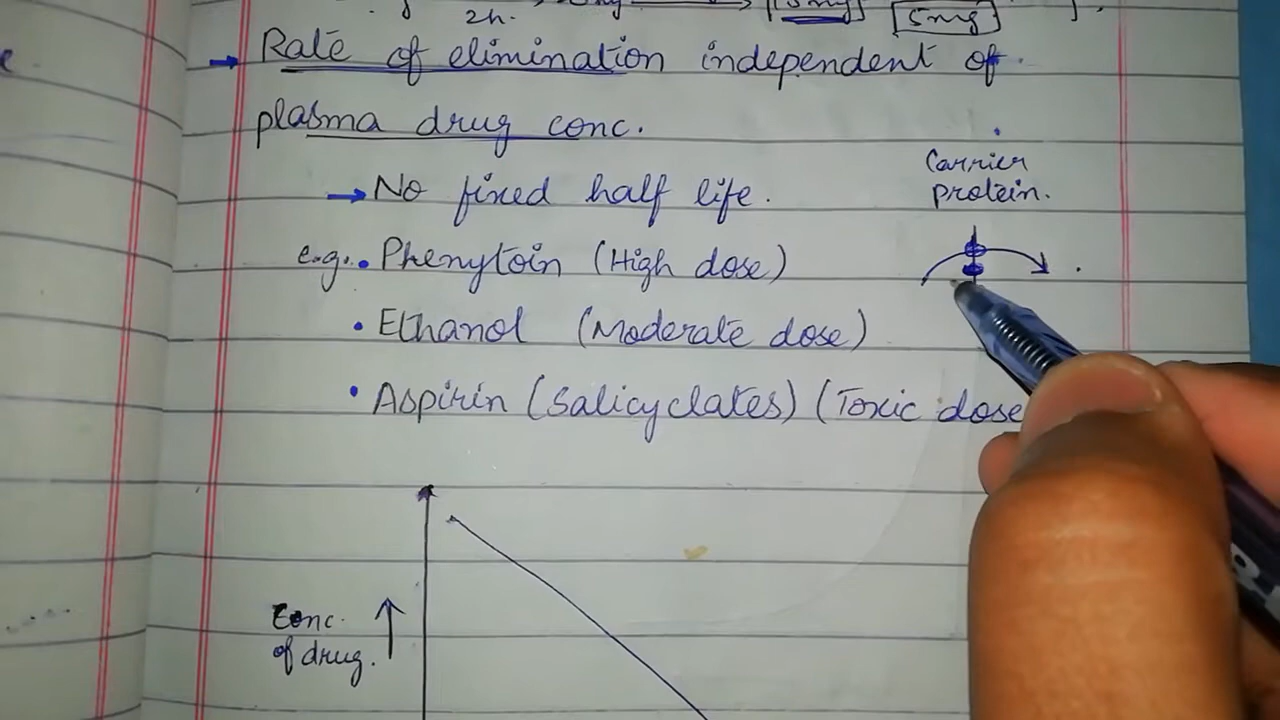 2h.
[5mg]
→ Rate of elimination independent of
plasma drug conc.
→ No fixed half life.
Carrier
protein.
e.g. • Phenytoin (High dose)
• Ethanol (Moderate dose)
• Aspirin (Salicyclates) (Toxic dose
Conc.
of drug.